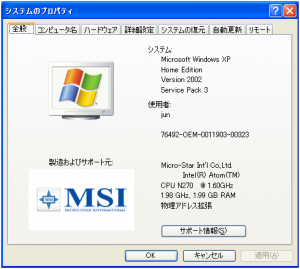 システムのプロパティ
全般
コンピュータ名
ハードウェア
詳細設定
システムの復元
自動更新
リモート
システム:
Microsoft Windows XP
Home Edition
Version 2002
Service Pack 3
使用者:
jun
76492-OEM-0011903-00323
製造およびサポート元:
MSI
MICRO-STAR INTERNATIONAL
Micro-Star Int'l Co.,Ltd.
Intel(R) Atom(TM)
CPU N270 @ 1.60GHz
1.98 GHz, 1.99 GB RAM
物理アドレス拡張
サポート情報(S)
OK
キャンセル
適用(A)